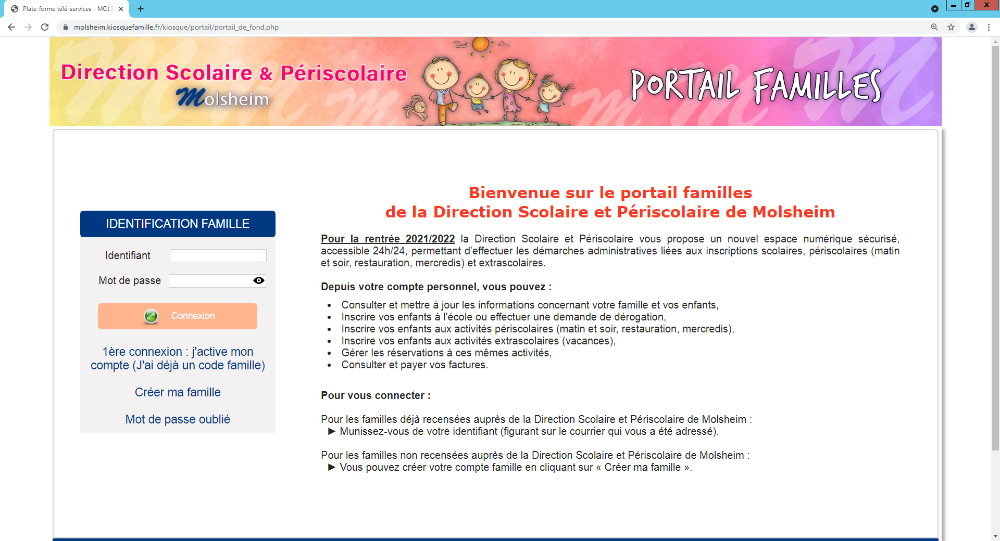 Plate-forme télé-services - MOLS
molsheim.kiosquefamille.fr/kiosque/portail/portail_de_fond.php
Direction Scolaire & Périscolaire
Molsheim
PORTAIL FAMILLES
IDENTIFICATION FAMILLE
Identifiant
Mot de passe
Connexion
1ère connexion : j'active mon
compte (J'ai déjà un code famille)
Créer ma famille
Mot de passe oublié
Bienvenue sur le portail familles
de la Direction Scolaire et Périscolaire de Molsheim
Pour la rentrée 2021/2022 la Direction Scolaire et Périscolaire vous propose un nouvel espace numérique sécurisé,
accessible 24h/24, permettant d'effectuer les démarches administratives liées aux inscriptions scolaires, périscolaires (matin
et soir, restauration, mercredis) et extrascolaires.
Depuis votre compte personnel, vous pouvez :
• Consulter et mettre à jour les informations concernant votre famille et vos enfants,
• Inscrire vos enfants à l'école ou effectuer une demande de dérogation,
• Inscrire vos enfants aux activités périscolaires (matin et soir, restauration, mercredis),
• Inscrire vos enfants aux activités extrascolaires (vacances),
• Gérer les réservations à ces mêmes activités,
• Consulter et payer vos factures.
Pour vous connecter :
Pour les familles déjà recensées auprès de la Direction Scolaire et Périscolaire de Molsheim :
► Munissez-vous de votre identifiant (figurant sur le courrier qui vous a été adressé).
Pour les familles non recensées auprès de la Direction Scolaire et Périscolaire de Molsheim :
► Vous pouvez créer votre compte famille en cliquant sur « Créer ma famille ».